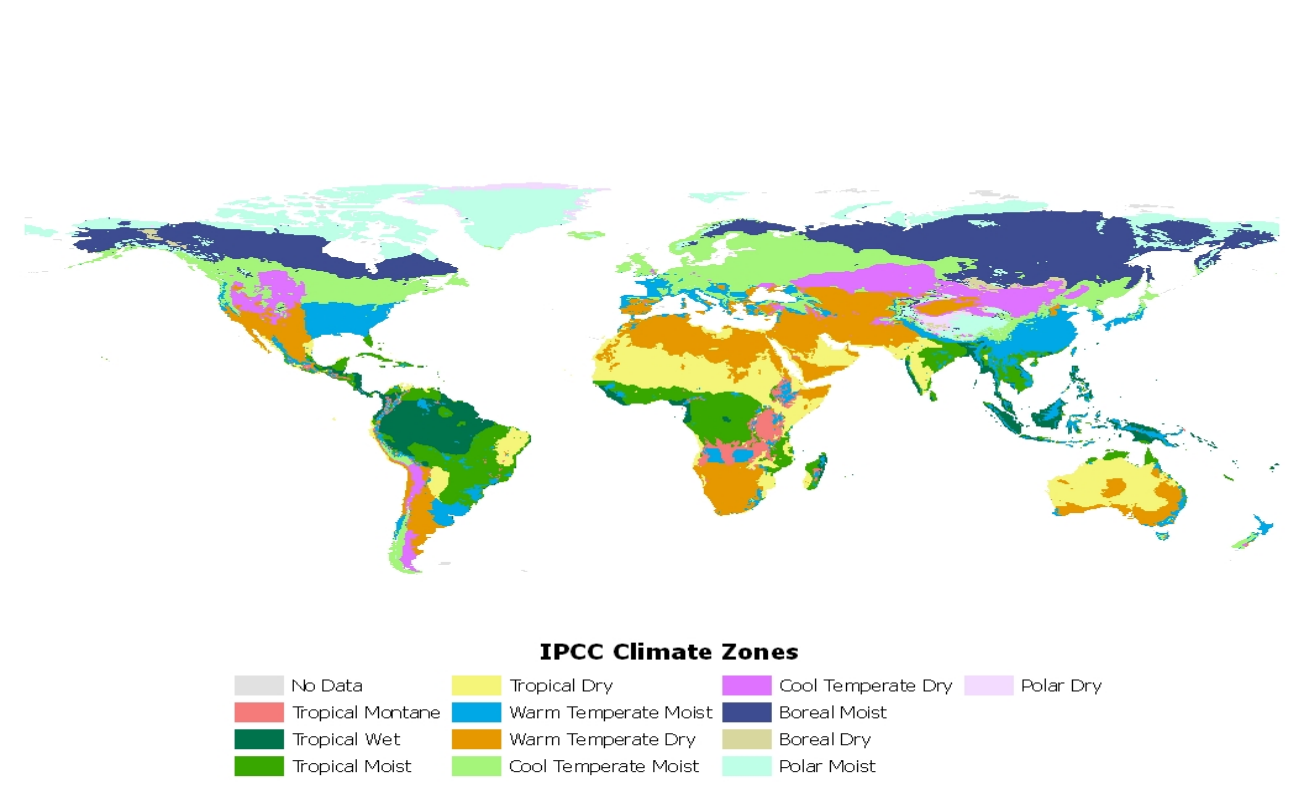 IPCC Climate Zones
No Data
Tropical Dry
Cool Temperate Dry
Polar Dry
Tropical Montane
Warm Temperate Moist
Boreal Moist
Tropical Wet
Warm Temperate Dry
Boreal Dry
Tropical Moist
Cool Temperate Moist
Polar Moist